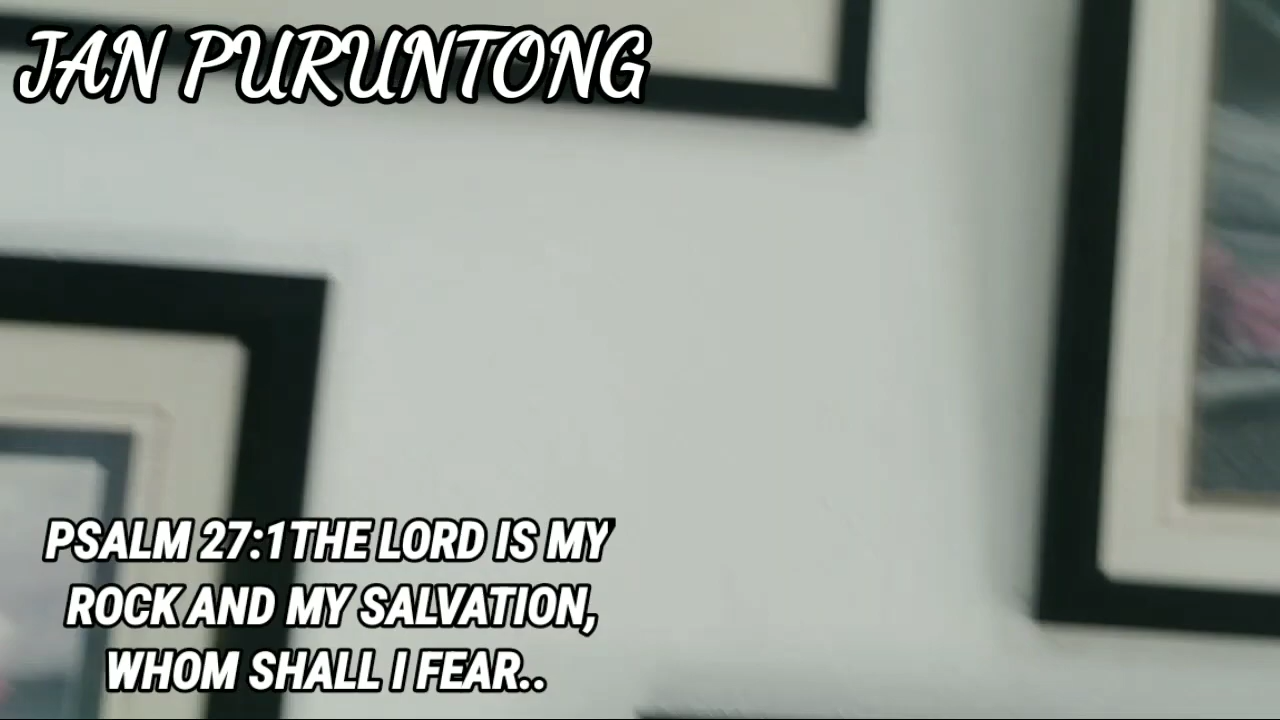 JAN PURUNTONG
PSALM 27:1THE LORD IS MY
ROCK AND MY SALVATION,
WHOM SHALL I FEAR..